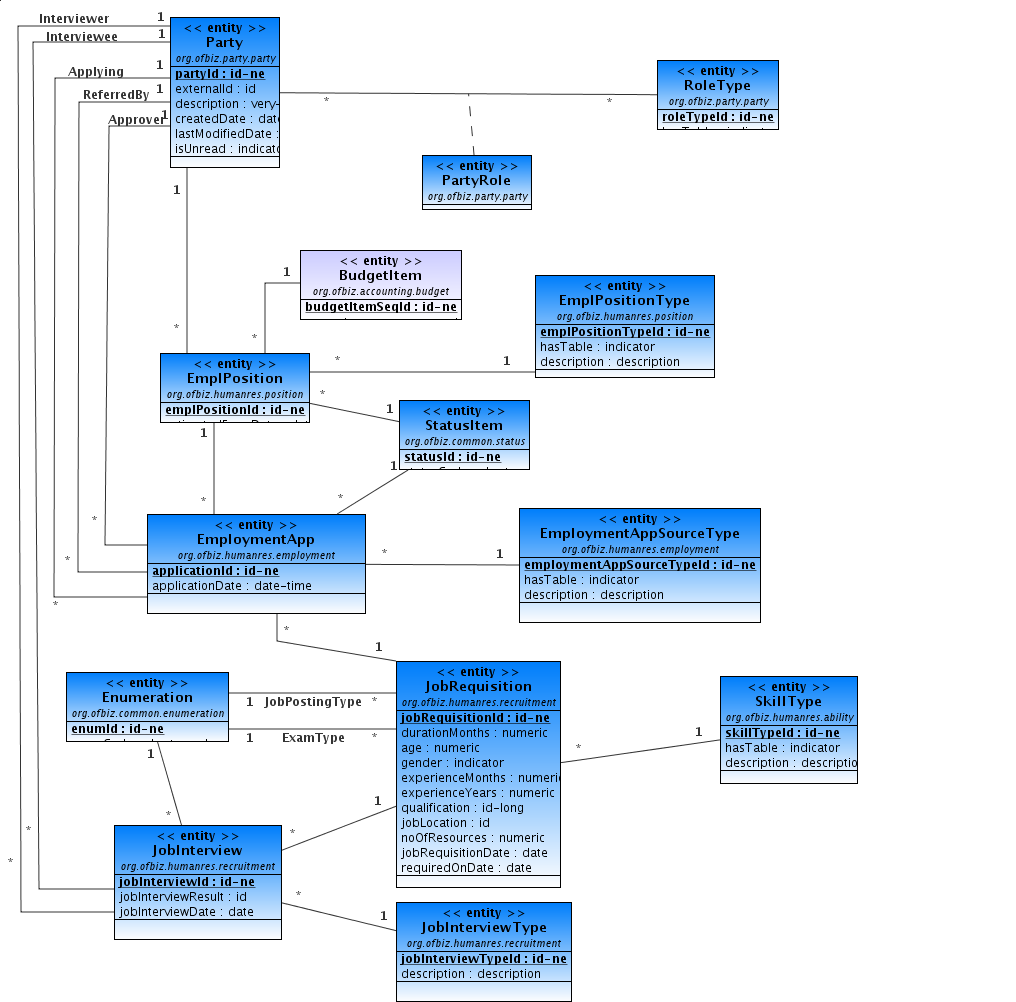 Interviewer 1
Interviewee 1
Applying 1
ReferredBy 1
Approver 1
<< entity >>
Party
org.ofbiz.party.party
partyId : id-ne
externalId : id
description : very-
createdDate : date
lastModifiedDate :
isUnread : indicato
* *
<< entity >>
RoleType
org.ofbiz.party.party
roleTypeId : id-ne
<< entity >>
PartyRole
org.ofbiz.party.party
1
*
<< entity >>
BudgetItem
org.ofbiz.accounting.budget
budgetItemSeqId : id-ne
1
*
<< entity >>
EmplPositionType
org.ofbiz.humanres.position
emplPositionTypeId : id-ne
hasTable : indicator
description : description
* 1
<< entity >>
EmplPosition
org.ofbiz.humanres.position
emplPositionId : id-ne
* 1
<< entity >>
StatusItem
org.ofbiz.common.status
statusId : id-ne
1
*
1
*
*
*
*
<< entity >>
EmploymentApp
org.ofbiz.humanres.employment
applicationId : id-ne
applicationDate : date-time
* 1
<< entity >>
EmploymentAppSourceType
org.ofbiz.humanres.employment
employmentAppSourceTypeId : id-ne
hasTable : indicator
description : description
*
1
<< entity >>
Enumeration
org.ofbiz.common.enumeration
enumId : id-ne
1 JobPostingType *
1 ExamType *
<< entity >>
JobRequisition
org.ofbiz.humanres.recruitment
jobRequisitionId : id-ne
durationMonths : numeric
age : numeric
gender : indicator
experienceMonths : numeric
experienceYears : numeric
qualification : id-long
jobLocation : id
noOfResources : numeric
jobRequisitionDate : date
requiredOnDate : date
* 1
<< entity >>
SkillType
org.ofbiz.humanres.ability
skillTypeId : id-ne
hasTable : indicator
description : descriptio
1
*
* 1
*
*
<< entity >>
JobInterview
org.ofbiz.humanres.recruitment
jobInterviewId : id-ne
jobInterviewResult : id
jobInterviewDate : date
* 1
<< entity >>
JobInterviewType
org.ofbiz.humanres.recruitment
jobInterviewTypeId : id-ne
description : description